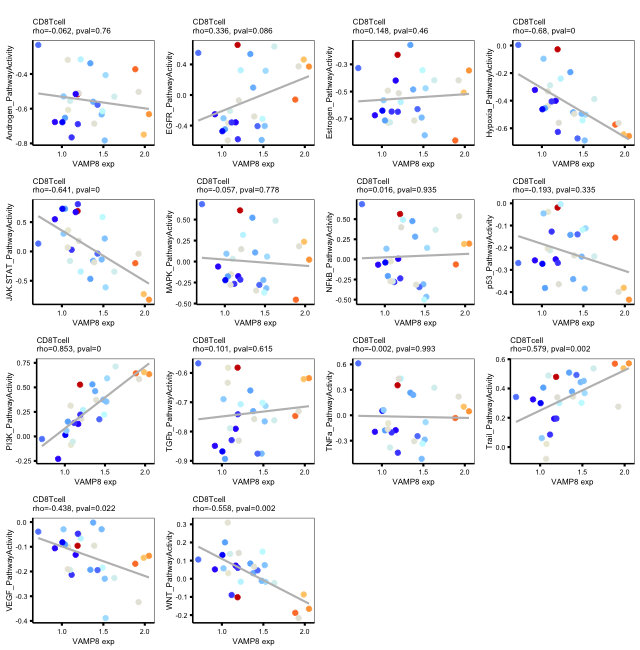 CD8Tcell
rho=-0.062, pval=0.76
Androgen_PathwayActivity
-0.4
-0.6
-0.8
1.0 1.5 2.0
VAMP8 exp
CD8Tcell
rho=0.336, pval=0.086
EGFR_PathwayActivity
0.4
0.0
-0.4
1.0 1.5 2.0
VAMP8 exp
CD8Tcell
rho=0.148, pval=0.46
Estrogen_PathwayActivity
-0.3
-0.5
-0.7
1.0 1.5 2.0
VAMP8 exp
CD8Tcell
rho=-0.68, pval=0
Hypoxia_PathwayActivity
0.0
-0.2
-0.4
-0.6
1.0 1.5 2.0
VAMP8 exp
CD8Tcell
rho=-0.641, pval=0
JAK-STAT_PathwayActivity
0.5
0.0
-0.5
1.0 1.5 2.0
VAMP8 exp
CD8Tcell
rho=-0.057, pval=0.778
MAPK_PathwayActivity
0.50
0.25
0.00
-0.25
-0.50
1.0 1.5 2.0
VAMP8 exp
CD8Tcell
rho=0.016, pval=0.935
NFkB_PathwayActivity
0.50
0.25
0.00
-0.25
-0.50
1.0 1.5 2.0
VAMP8 exp
CD8Tcell
rho=-0.193, pval=0.335
p53_PathwayActivity
0.0
-0.1
-0.2
-0.3
-0.4
1.0 1.5 2.0
VAMP8 exp
CD8Tcell
rho=0.853, pval=0
PI3K_PathwayActivity
0.75
0.50
0.25
0.00
-0.25
1.0 1.5 2.0
VAMP8 exp
CD8Tcell
rho=0.101, pval=0.615
TGFb_PathwayActivity
-0.6
-0.7
-0.8
-0.9
1.0 1.5 2.0
VAMP8 exp
CD8Tcell
rho=-0.002, pval=0.993
TNFa_PathwayActivity
0.6
0.3
0.0
-0.3
1.0 1.5 2.0
VAMP8 exp
CD8Tcell
rho=0.579, pval=0.002
Trail_PathwayActivity
0.6
0.4
0.2
0.0
1.0 1.5 2.0
VAMP8 exp
CD8Tcell
rho=-0.438, pval=0.022
VEGF_PathwayActivity
0.0
-0.1
-0.2
-0.3
-0.4
1.0 1.5 2.0
VAMP8 exp
CD8Tcell
rho=-0.558, pval=0.002
WNT_PathwayActivity
0.3
0.2
0.1
0.0
-0.1
-0.2
1.0 1.5 2.0
VAMP8 exp